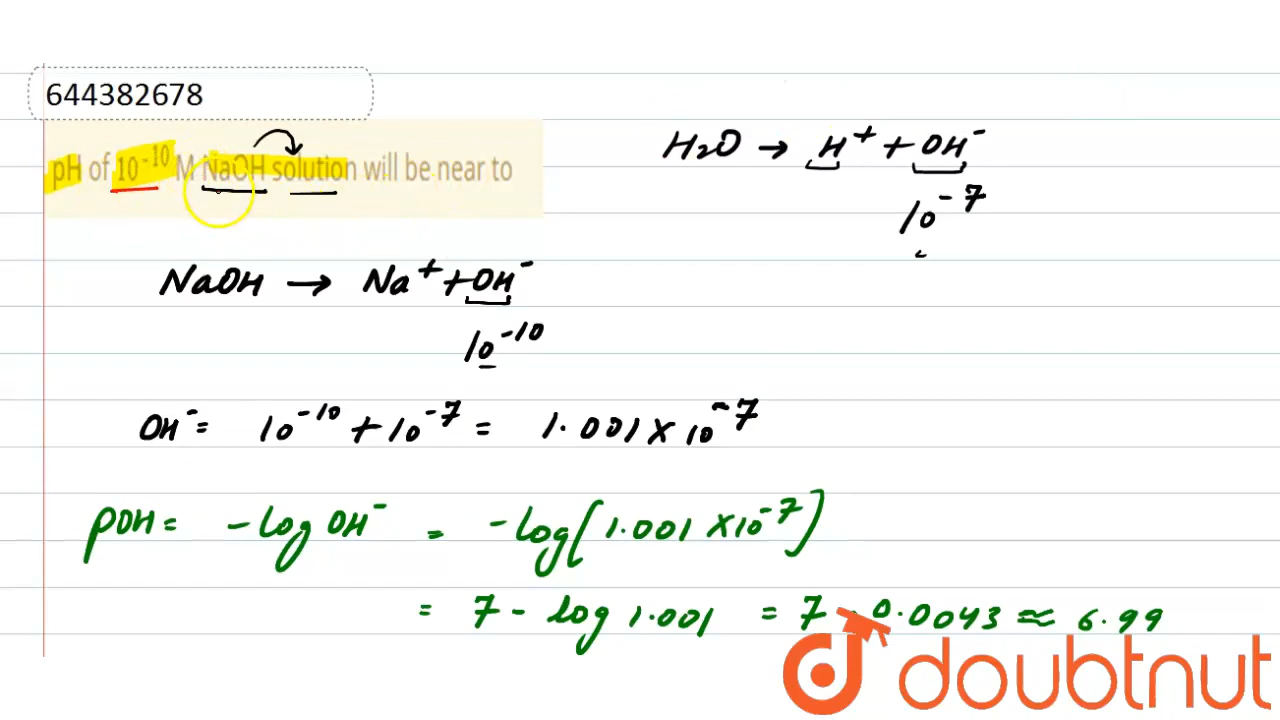 644382678
pH of 10^-10 M NaOH solution will be near to
H2O → H⁺ + OH⁻
10^-7
NaOH → Na⁺ + OH⁻
10^-10
OH⁻ = 10^-10 + 10^-7 = 1.001 × 10^-7
POH = - log OH⁻ = - log(1.001 × 10^-7)
= 7 - log 1.001 = 7 - 0.0043 ≈ 6.99
doubtnut